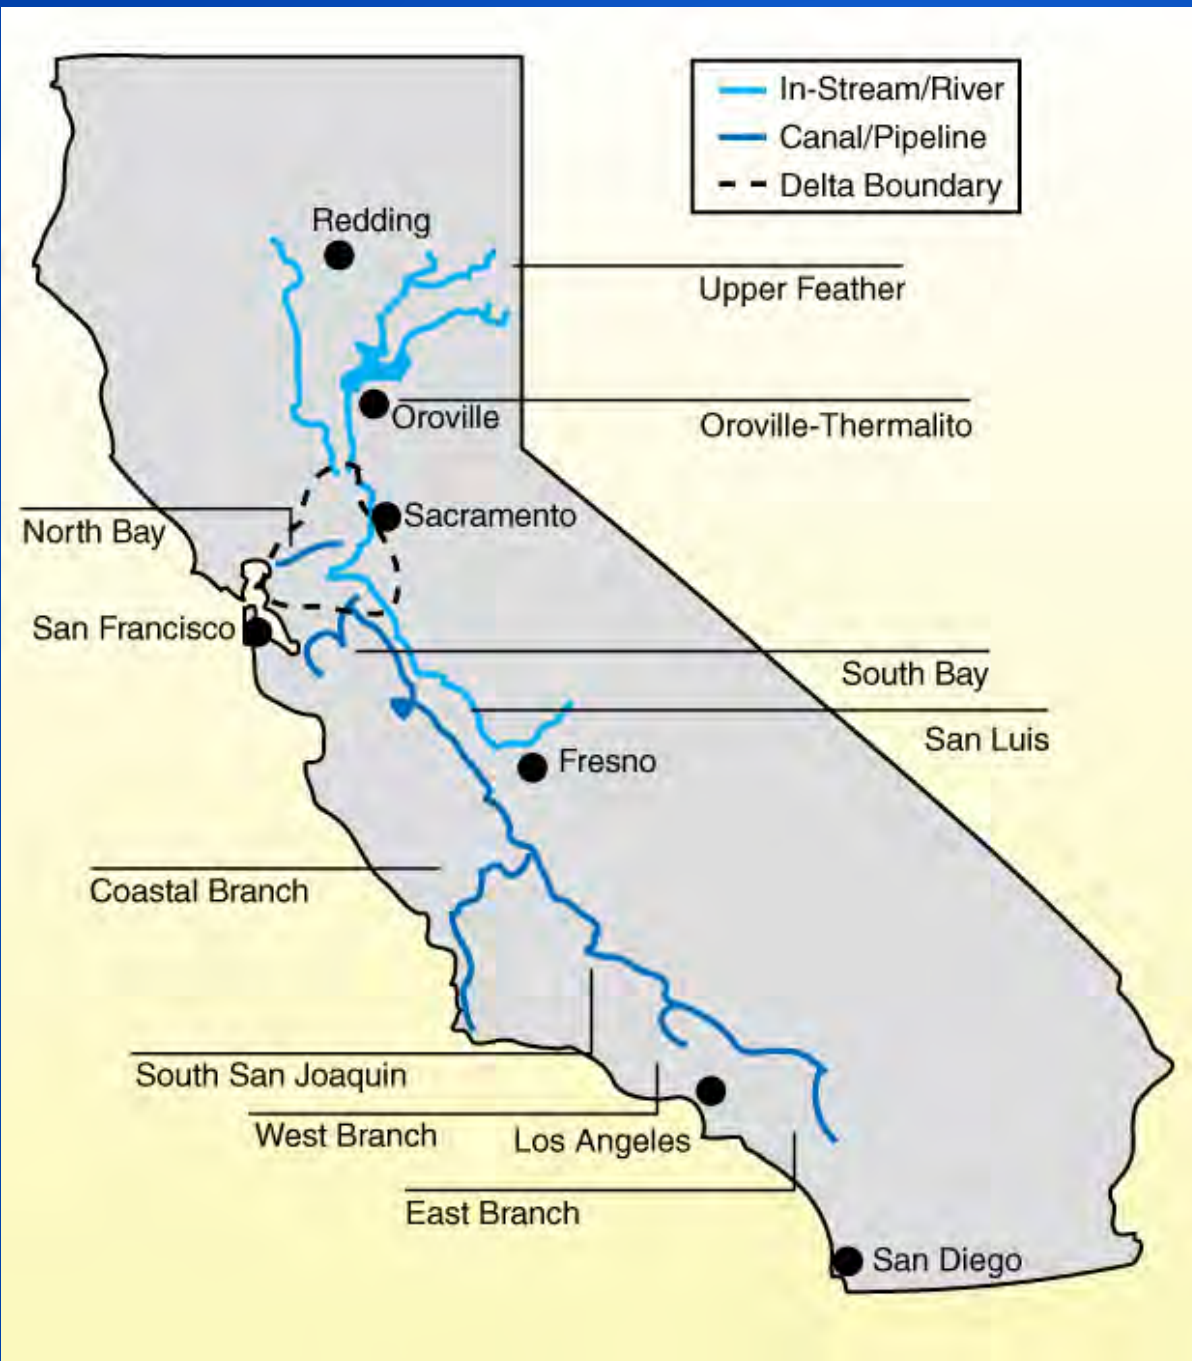 In-Stream/River
Canal/Pipeline
Delta Boundary
Redding
Upper Feather
Oroville
Oroville-Thermalito
Sacramento
North Bay
San Francisco
South Bay
San Luis
Fresno
Coastal Branch
South San Joaquin
West Branch
Los Angeles
East Branch
San Diego